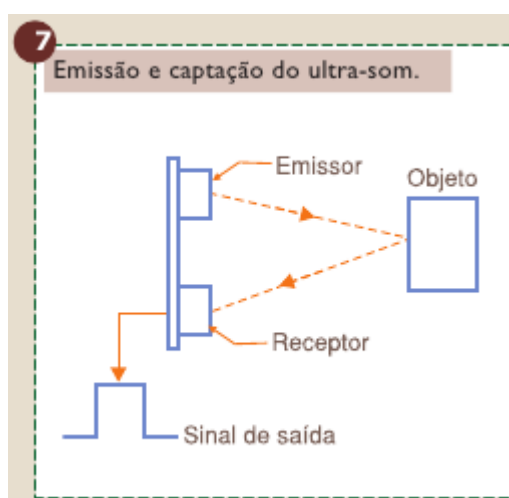 7
Emissão e captação do ultra-som.
Emissor
Objeto
Receptor
Sinal de saída